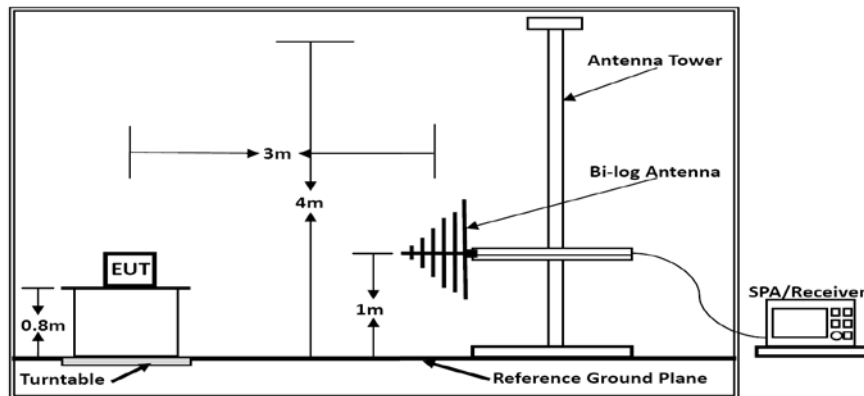 Antenna Tower
3m
Bi-log Antenna
4m
EUT
1m
SPA/Receiver
0.8m
Turntable
Reference Ground Plane